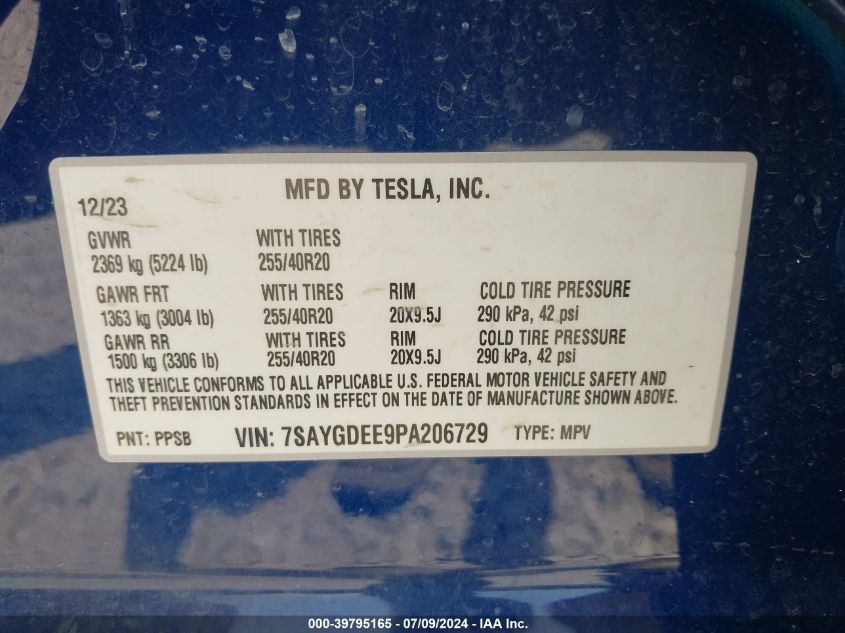 MFD BY TESLA, INC.
12/23
GVWR WITH TIRES
2369 kg (5224 lb) 255/40R20
GAWR FRT WITH TIRES RIM COLD TIRE PRESSURE
1363 kg (3004 lb) 255/40R20 20X9.5J 290 kPa, 42 psi
GAWR RR WITH TIRES RIM COLD TIRE PRESSURE
1500 kg (3306 lb) 255/40R20 20X9.5J 290 kPa, 42 psi
THIS VEHICLE CONFORMS TO ALL APPLICABLE U.S. FEDERAL MOTOR VEHICLE SAFETY AND
THEFT PREVENTION STANDARDS IN EFFECT ON THE DATE OF MANUFACTURE SHOWN ABOVE.
PNT: PPSB VIN: 7SAYGDEE9PA206729 TYPE: MPV
000-39795165 - 07/09/2024 - IAA Inc.